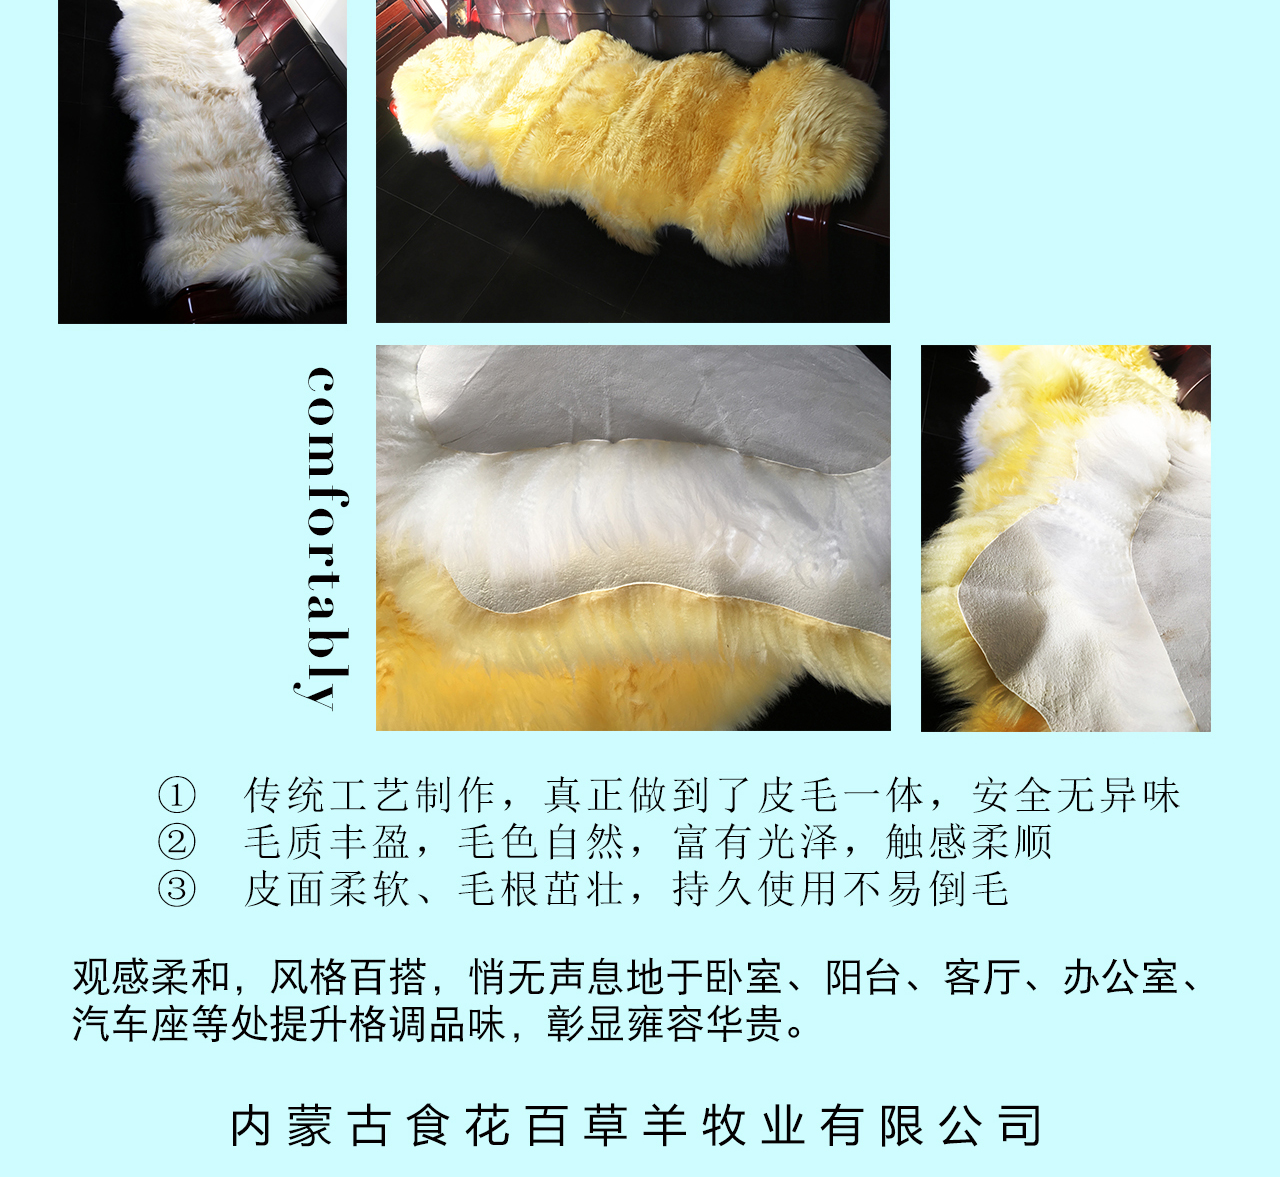 comfortably
① 传统工艺制作，真正做到了皮毛一体，安全无异味
② 毛质丰盈，毛色自然，富有光泽，触感柔顺
③ 皮面柔软、毛根茁壮，持久使用不易倒毛
观感柔和，风格百搭，悄无声息地于卧室、阳台、客厅、办公室、
汽车座等处提升格调品味，彰显雍容华贵。
内蒙古食花百草羊牧业有限公司